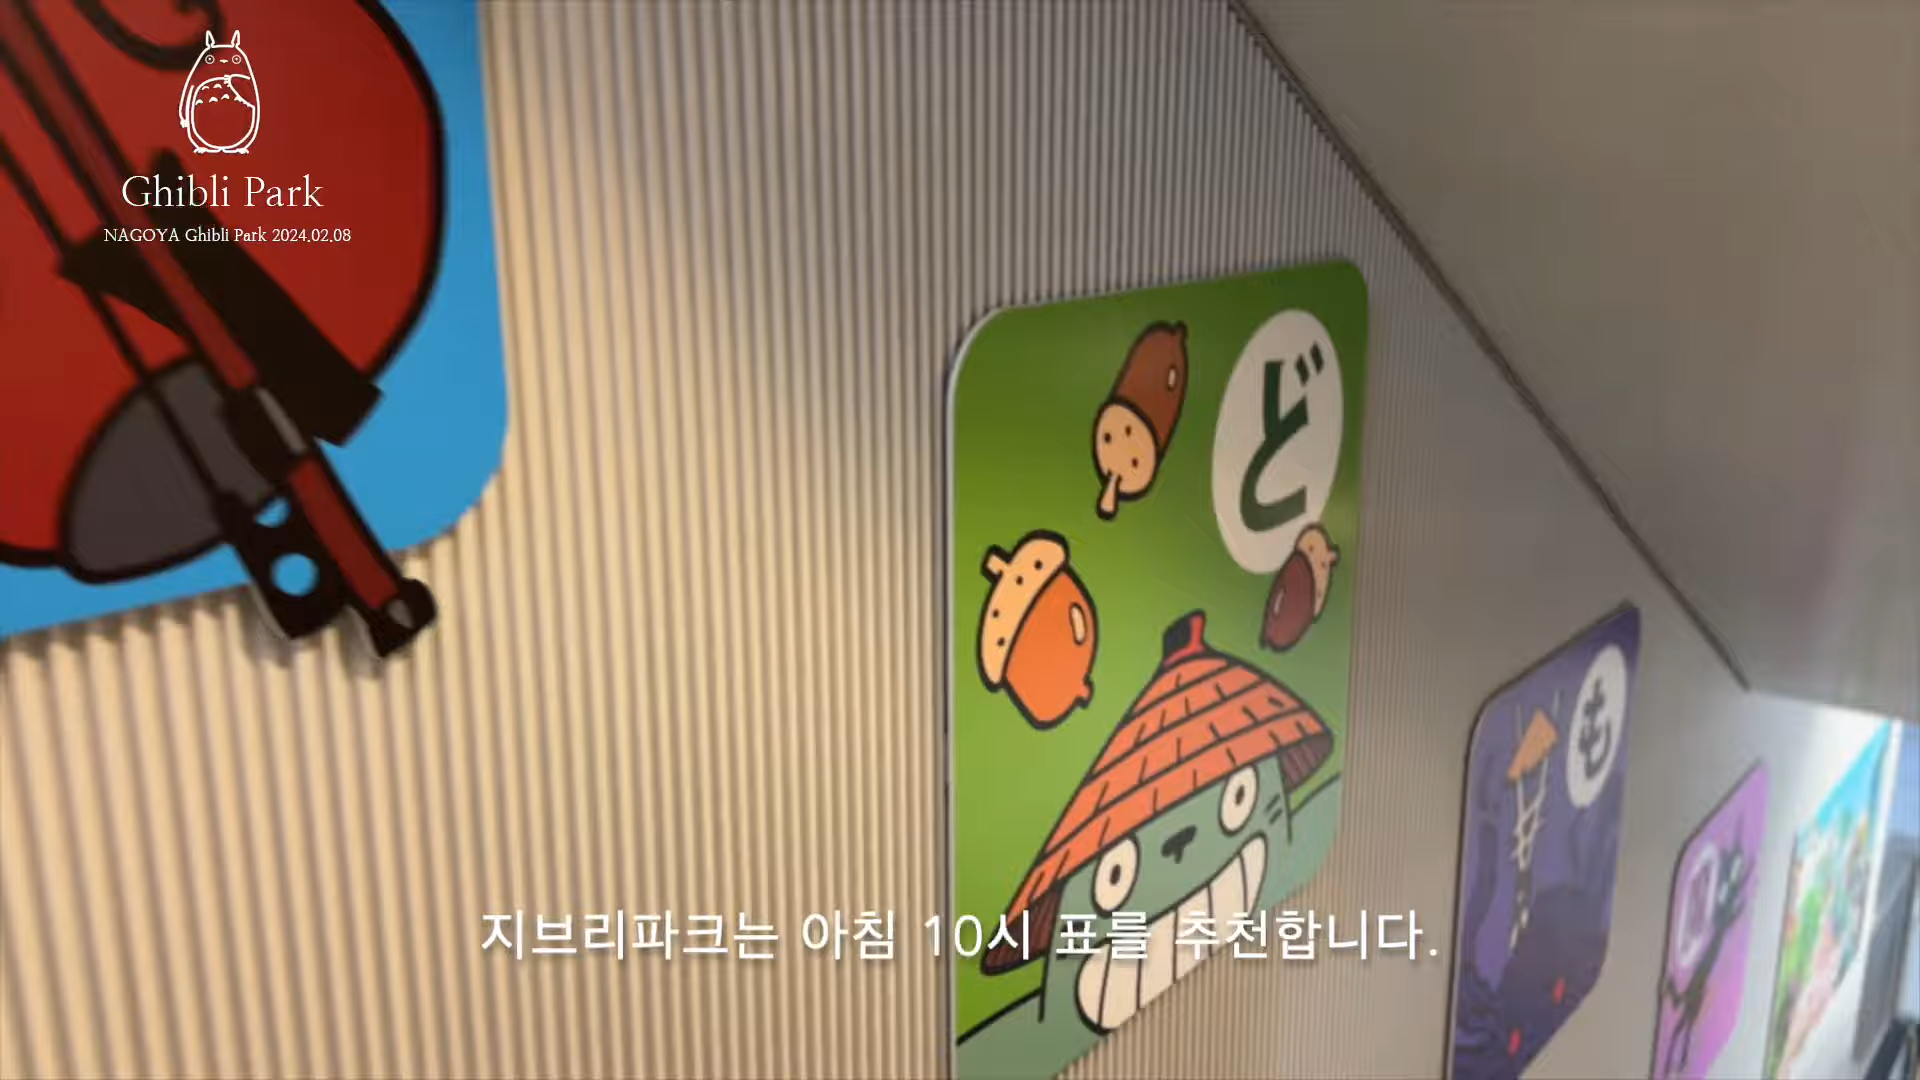 Ghibli Park
NAGOYA Ghibli Park 2024.02.08
ど
も
지브리파크는 아침 10시 표를 추천합니다.